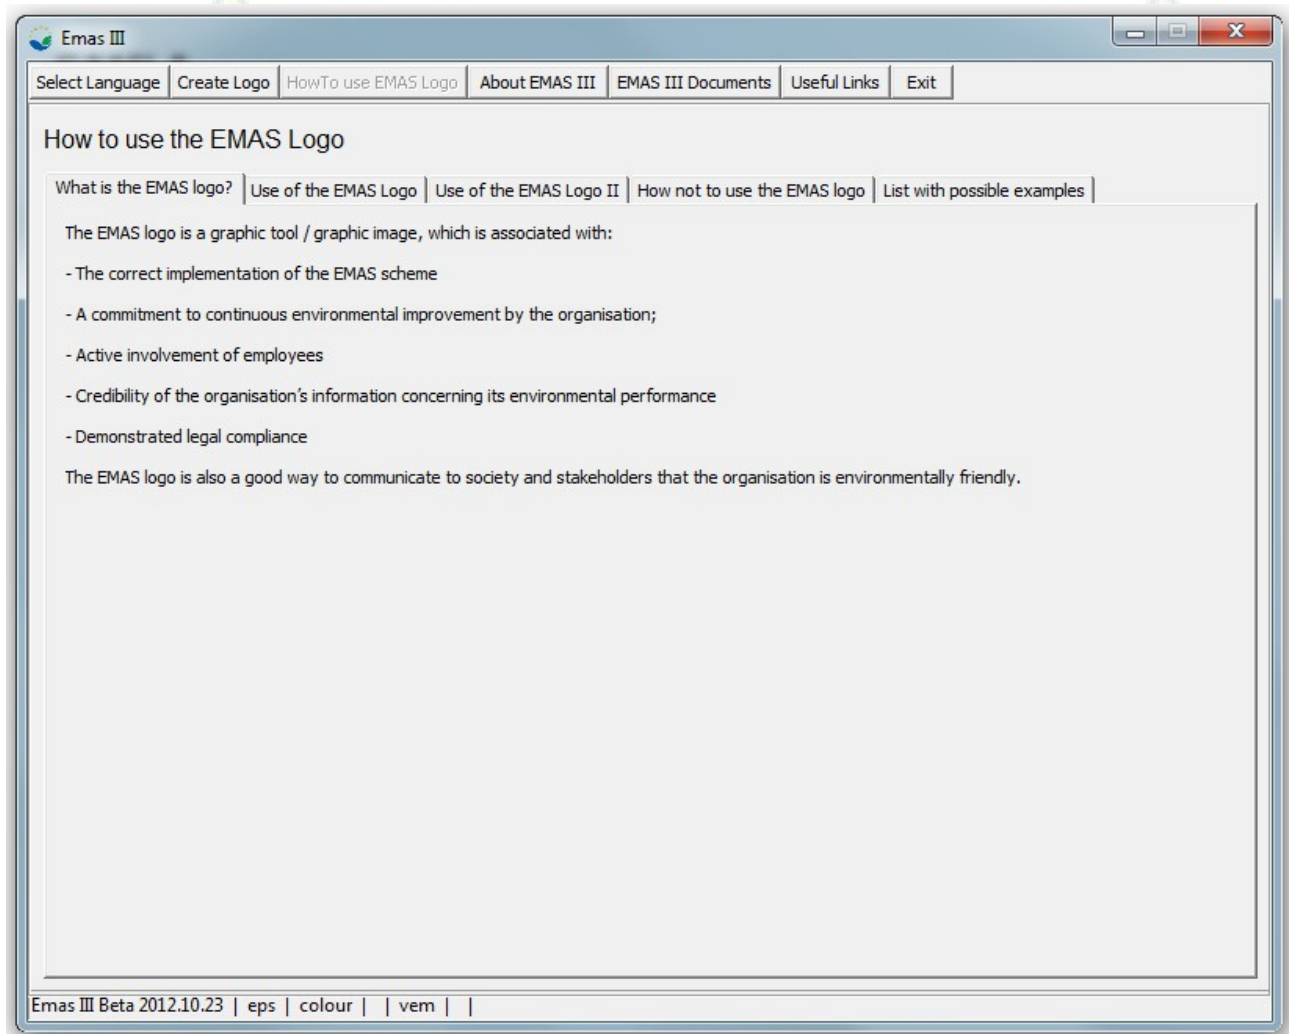 Emas III
Select Language Create Logo HowTo use EMAS Logo About EMAS III EMAS III Documents Useful Links Exit
How to use the EMAS Logo
What is the EMAS logo? Use of the EMAS Logo Use of the EMAS Logo II How not to use the EMAS logo List with possible examples
The EMAS logo is a graphic tool / graphic image, which is associated with:
- The correct implementation of the EMAS scheme
- A commitment to continuous environmental improvement by the organisation;
- Active involvement of employees
- Credibility of the organisation's information concerning its environmental performance
- Demonstrated legal compliance
The EMAS logo is also a good way to communicate to society and stakeholders that the organisation is environmentally friendly.
Emas III Beta 2012.10.23 | eps | colour | | vem | |